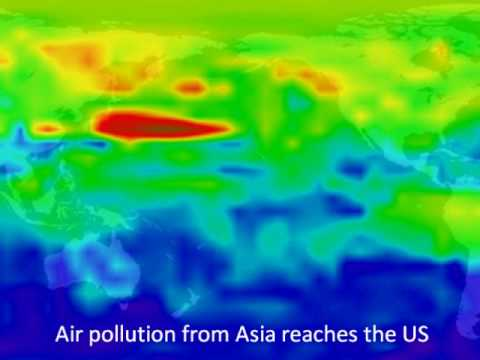 Air pollution from Asia reaches the US